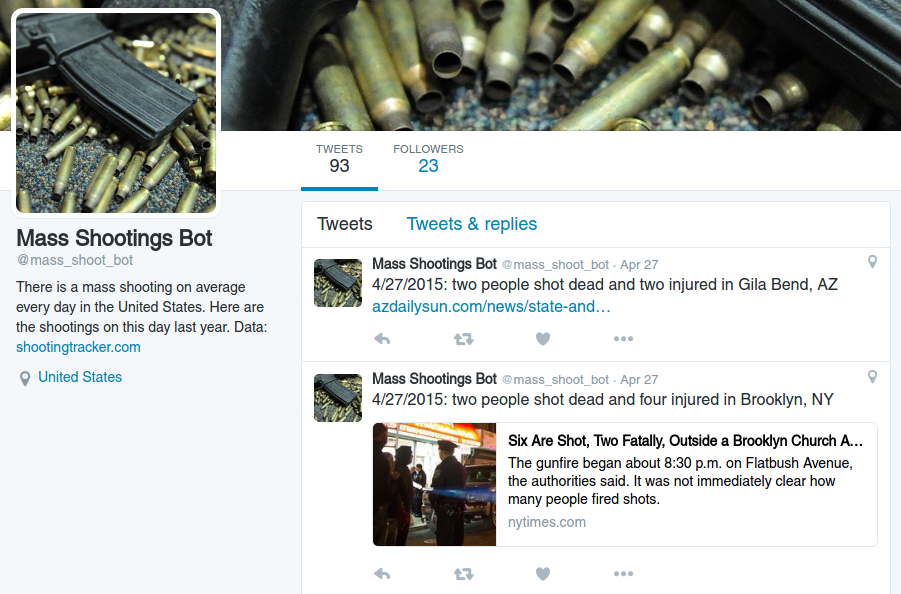 TWEETS
93
FOLLOWERS
23
Mass Shootings Bot
@mass_shoot_bot
There is a mass shooting on average
every day in the United States. Here are
the shootings on this day last year. Data:
shootingtracker.com
United States
Tweets Tweets & replies
Mass Shootings Bot @mass_shoot_bot · Apr 27
4/27/2015: two people shot dead and two injured in Gila Bend, AZ
azdailysun.com/news/state-and…
Mass Shootings Bot @mass_shoot_bot · Apr 27
4/27/2015: two people shot dead and four injured in Brooklyn, NY
Six Are Shot, Two Fatally, Outside a Brooklyn Church A…
The gunfire began about 8:30 p.m. on Flatbush Avenue,
the authorities said. It was not immediately clear how
many people fired shots.
nytimes.com